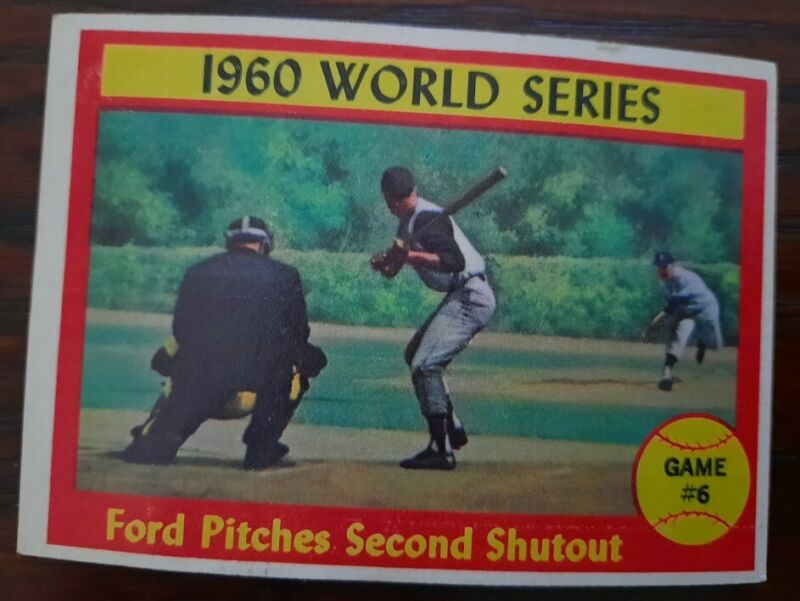 1960 WORLD SERIES
GAME
#6
Ford Pitches Second Shutout